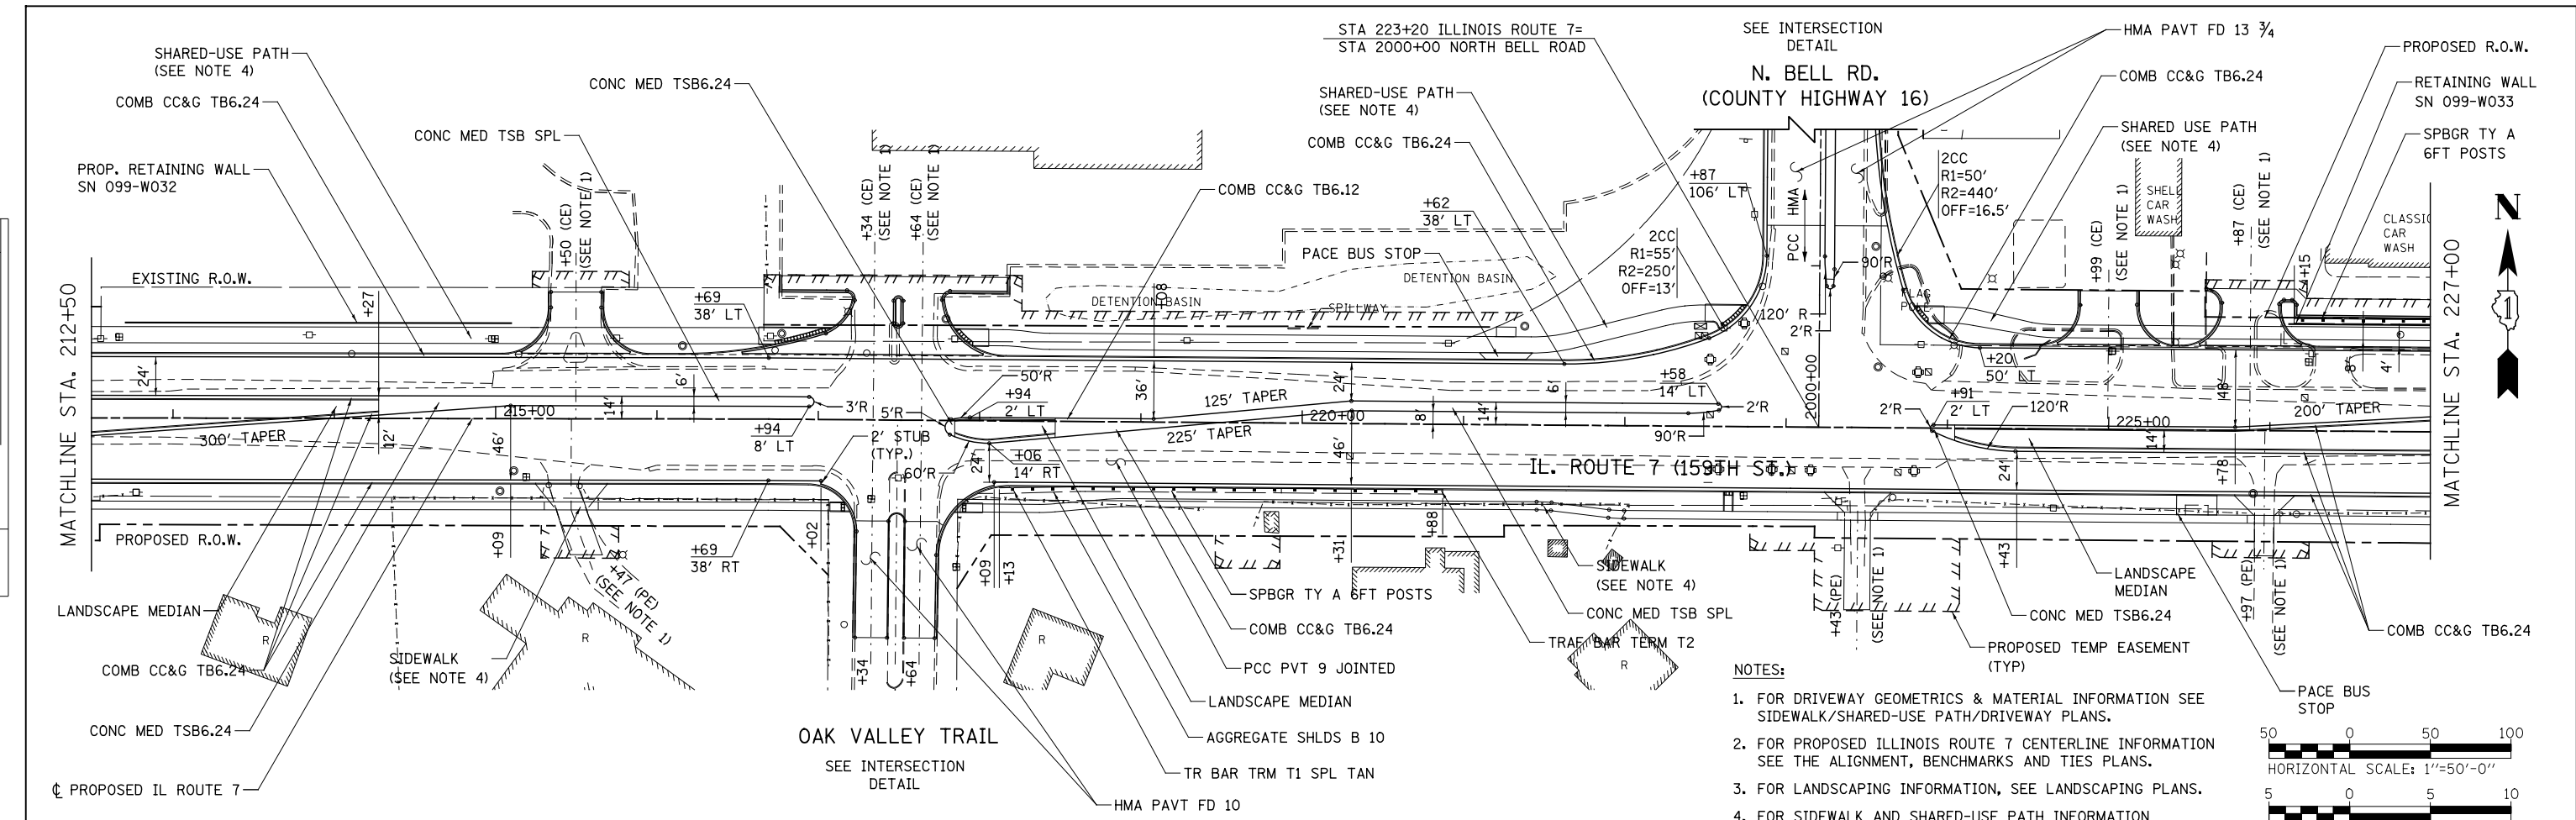 SHARED-USE PATH
(SEE NOTE 4)
COMB CC&G TB6.24
CONC MED TSB SPL
PROP. RETAINING WALL
SN 099-W032
CONC MED TSB6.24
STA 223+20 ILLINOIS ROUTE 7=
STA 2000+00 NORTH BELL ROAD
SHARED-USE PATH
(SEE NOTE 4)
COMB CC&G TB6.24
SEE INTERSECTION
DETAIL
N. BELL RD.
(COUNTY HIGHWAY 16)
HMA PAVT FD 13 ¾
PROPOSED R.O.W.
COMB CC&G TB6.24
RETAINING WALL
SN 099-W033
SHARED USE PATH
(SEE NOTE 4)
SPBGR TY A
6FT POSTS
2CC
R1=50'
R2=440'
OFF=16.5'
SHELL
CAR
WASH
CLASSIC
CAR
WASH
N
1
+50 (CE)
(SEE NOTE 1)
+34 (CE)
(SEE NOTE 1)
+64 (CE)
(SEE NOTE 1)
COMB CC&G TB6.12
+62
38' LT
+87
106' LT
HMA
PCC
+99 (CE)
(SEE NOTE 1)
+87 (CE)
(SEE NOTE 1)
+15
PACE BUS STOP
2CC
R1=55'
R2=250'
OFF=13'
DETENTION BASIN
DETENTION BASIN
SPILLWAY
108
90'R
120' R
2'R
FLAG
POLE
EXISTING R.O.W.
+27
+69
38' LT
MATCHLINE STA. 212+50
MATCHLINE STA. 227+00
24'
6'
14'
215+00
3'R
5'R
50'R
+94
2' LT
36'
125' TAPER
24'
220+00
8'
6'
14'
+58
14' LT
2'R
90'R
2000+00
+20
50' LT
+91
2' LT
2'R
120'R
225+00
48'
8'
4'
200' TAPER
300' TAPER
12'
46'
+94
8' LT
2' STUB
(TYP.)
60'R
24'
+06
14' RT
225' TAPER
46'
IL. ROUTE 7 (159TH ST.)
24'
14'
+78
PROPOSED R.O.W.
+09
+47 (PE)
(SEE NOTE 1)
+69
38' RT
+02
+09
+13
+31
+88
+43 (PE)
(SEE NOTE 1)
+43
+97 (PE)
(SEE NOTE 1)
LANDSCAPE MEDIAN
R
R
R
R
SIDEWALK
(SEE NOTE 4)
COMB CC&G TB6.24
CONC MED TSB6.24
℄ PROPOSED IL ROUTE 7
+34
+64
OAK VALLEY TRAIL
SEE INTERSECTION
DETAIL
SPBGR TY A 6FT POSTS
COMB CC&G TB6.24
PCC PVT 9 JOINTED
LANDSCAPE MEDIAN
AGGREGATE SHLDS B 10
TR BAR TRM T1 SPL TAN
HMA PAVT FD 10
SIDEWALK
(SEE NOTE 4)
CONC MED TSB SPL
TRAF BAR TERM T2
LANDSCAPE
MEDIAN
CONC MED TSB6.24
PROPOSED TEMP EASEMENT
(TYP)
COMB CC&G TB6.24
PACE BUS
STOP
NOTES:
1. FOR DRIVEWAY GEOMETRICS & MATERIAL INFORMATION SEE
SIDEWALK/SHARED-USE PATH/DRIVEWAY PLANS.
2. FOR PROPOSED ILLINOIS ROUTE 7 CENTERLINE INFORMATION
SEE THE ALIGNMENT, BENCHMARKS AND TIES PLANS.
3. FOR LANDSCAPING INFORMATION, SEE LANDSCAPING PLANS.
4. FOR SIDEWALK AND SHARED-USE PATH INFORMATION
50 0 50 100
HORIZONTAL SCALE: 1"=50'-0"
5 0 5 10